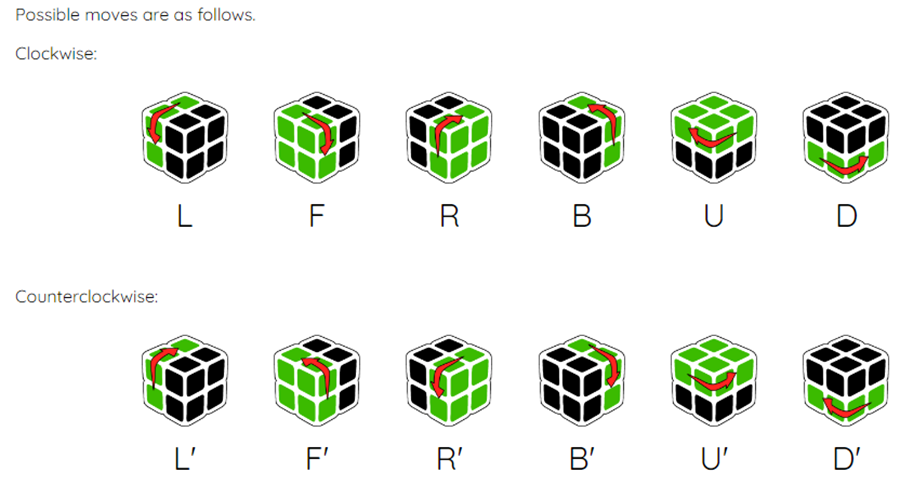 Possible moves are as follows.
Clockwise:
L F R B U D
Counterclockwise:
L' F' R' B' U' D'